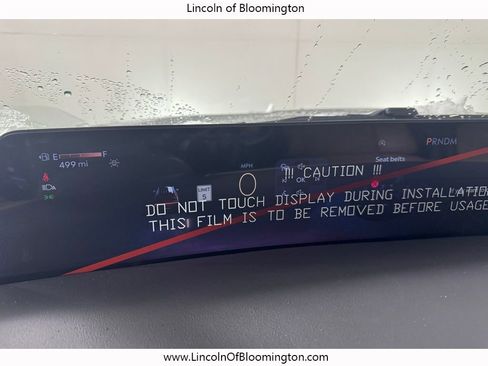 Lincoln of Bloomington
PRNDM
E F
499 mi
MPH
Seat belts
!!! CAUTION !!!
LIMIT
5
0
OK
DO NOT TOUCH DISPLAY DURING INSTALLATION
THIS FILM IS TO BE REMOVED BEFORE USAGE
www.LincolnOfBloomington.com